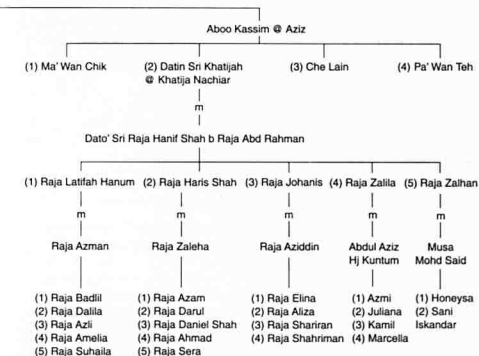 Aboo Kassim @ Aziz
(1) Ma' Wan Chik (2) Datin Sri Khatijah (3) Che Lain (4) Pa' Wan Teh
@ Khatija Nachiar
m
Dato' Sri Raja Hanif Shah b Raja Abd Rahman
(1) Raja Latifah Hanum (2) Raja Haris Shah (3) Raja Johanis (4) Raja Zalila (5) Raja Zalhan
m m m m m
Raja Azman Raja Zaleha Raja Aziddin Abdul Aziz Musa
Hj Kuntum Mohd Said
(1) Raja Badlil (1) Raja Azam (1) Raja Elina (1) Azmi (1) Honeysa
(2) Raja Dalila (2) Raja Darul (2) Raja Aliza (2) Juliana (2) Sani
(3) Raja Azli (3) Raja Daniel Shah (3) Raja Shariran (3) Kamil Iskandar
(4) Raja Amelia (4) Raja Ahmad (4) Raja Shahriman (4) Marcella
(5) Raja Suhaila (5) Raja Sera